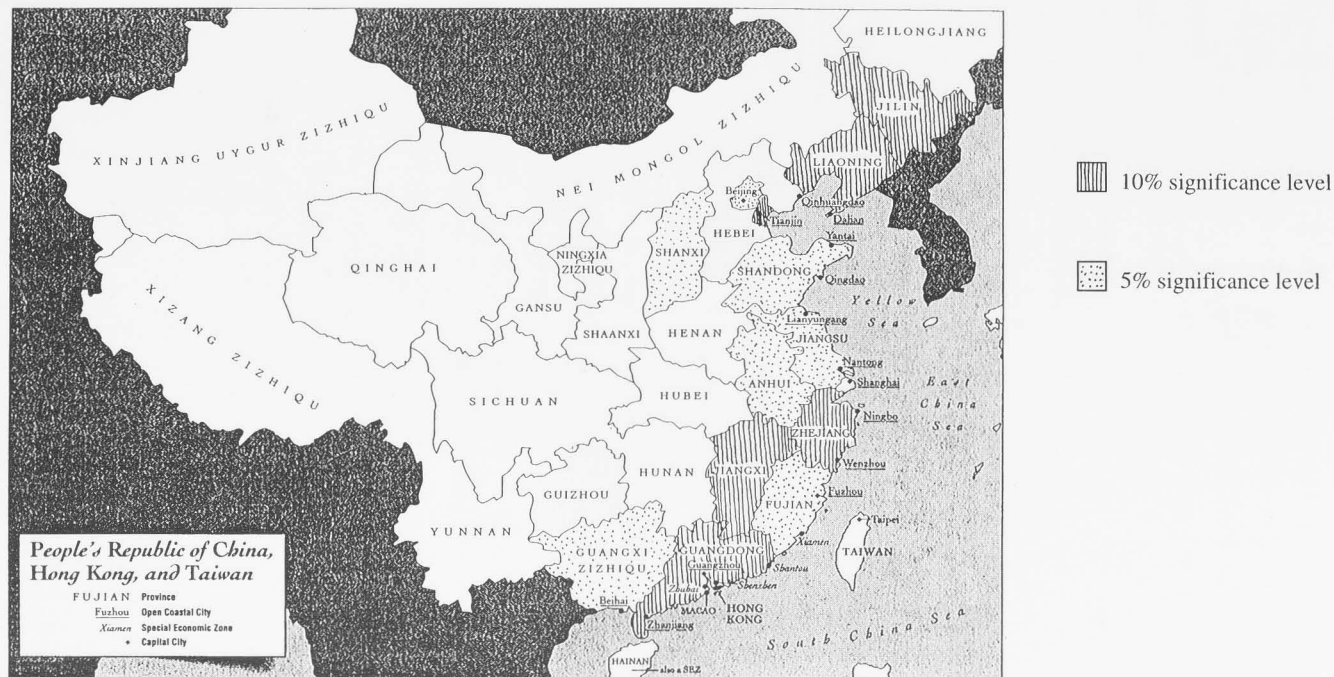 HEILONGJIANG
JILIN
XINJIANG UYGUR ZIZHIQU
NEI MONGOL ZIZHIQU
LIAONING
10% significance level
Beijing
Qinhuangdao
Tianjin
Dalian
HEBEI
Yantai
SHANXI
NINGXIA
ZIZHIQU
QINGHAI
SHANDONG
Qingdao
5% significance level
XIZANG ZIZHIQU
GANSU
Yellow
Sea
Lianyungang
SHAANXI
HENAN
JIANGSU
Nantong
ANHUI
Shanghai
East
China
Sea
SICHUAN
HUBEI
Ningbo
ZHEJIANG
HUNAN
JIANGXI
Wenzhou
GUIZHOU
Fuzhou
FUJIAN
YUNNAN
Taipei
Xiamen
TAIWAN
GUANGXI
ZIZHIQU
GUANGDONG
Guangzhou
Shantou
Shenzhen
Zhuhai
Beihai
MACAO
HONG
KONG
Zhanjiang
South China Sea
HAINAN
also a SEZ
People's Republic of China,
Hong Kong, and Taiwan
FUJIAN Province
Fuzhou Open Coastal City
Xiamen Special Economic Zone
Capital City